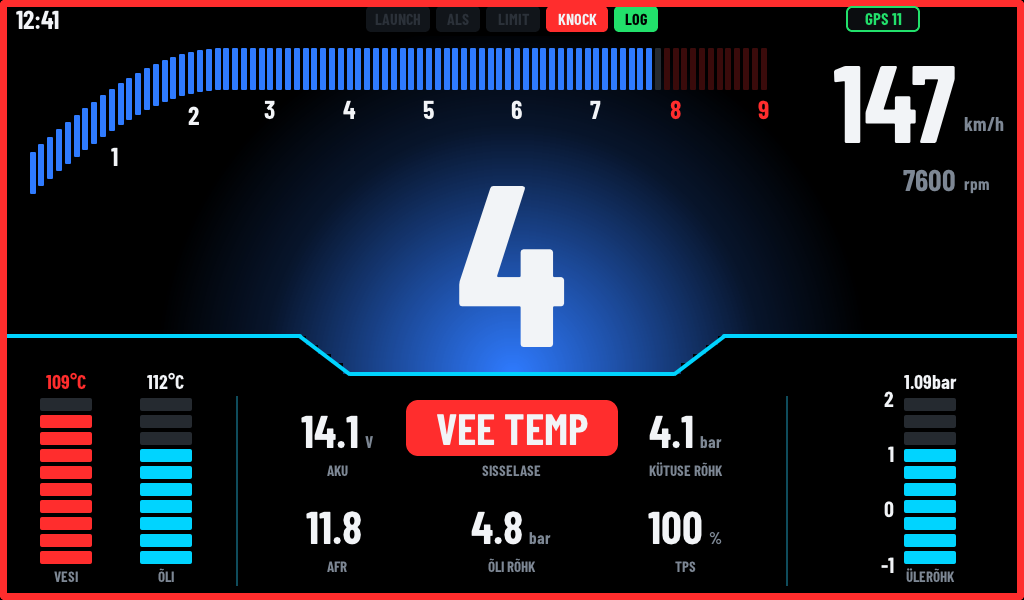 12:41
LAUNCH ALS LIMIT KNOCK LOG
GPS 11
147 km/h
7600 rpm
1 2 3 4 5 6 7 8 9
4
109°C
VESI
112°C
ÕLI
14.1 V
AKU
VEE TEMP
SISSELASE
4.1 bar
KÜTUSE RÕHK
11.8
AFR
4.8 bar
ÕLI RÕHK
100 %
TPS
1.09bar
2
1
0
-1
ÜLERÕHK